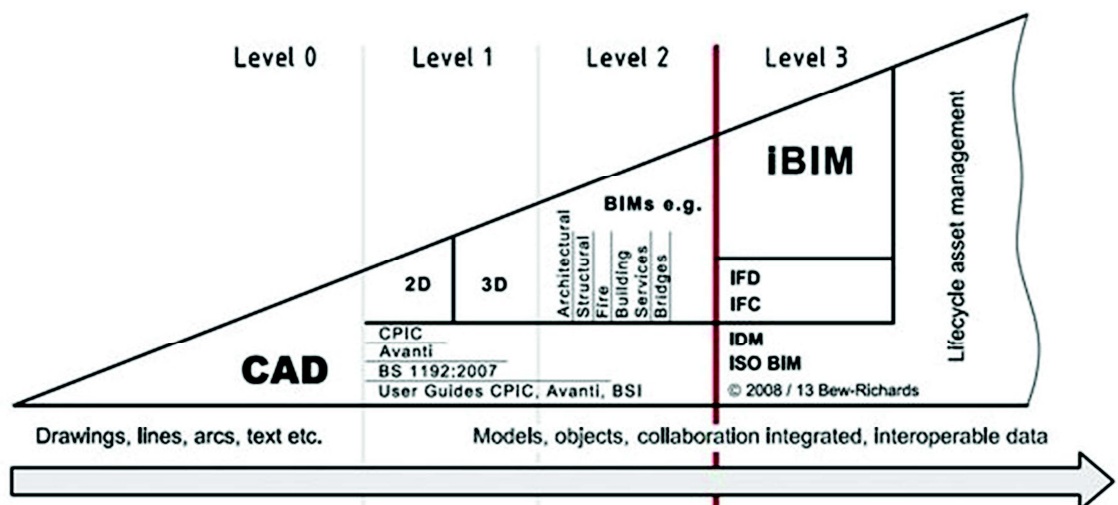 Level 0
Level 1
Level 2
Level 3
iBIM
Lifecycle asset management
BIMs e.g.
Architectural
Structural
Fire
Building
Services
Bridges
2D
3D
IFD
IFC
CAD
CPIC
Avanti
BS 1192:2007
User Guides CPIC, Avanti, BSI
IDM
ISO BIM
© 2008 / 13 Bew-Richards
Drawings, lines, arcs, text etc.
Models, objects, collaboration integrated, interoperable data